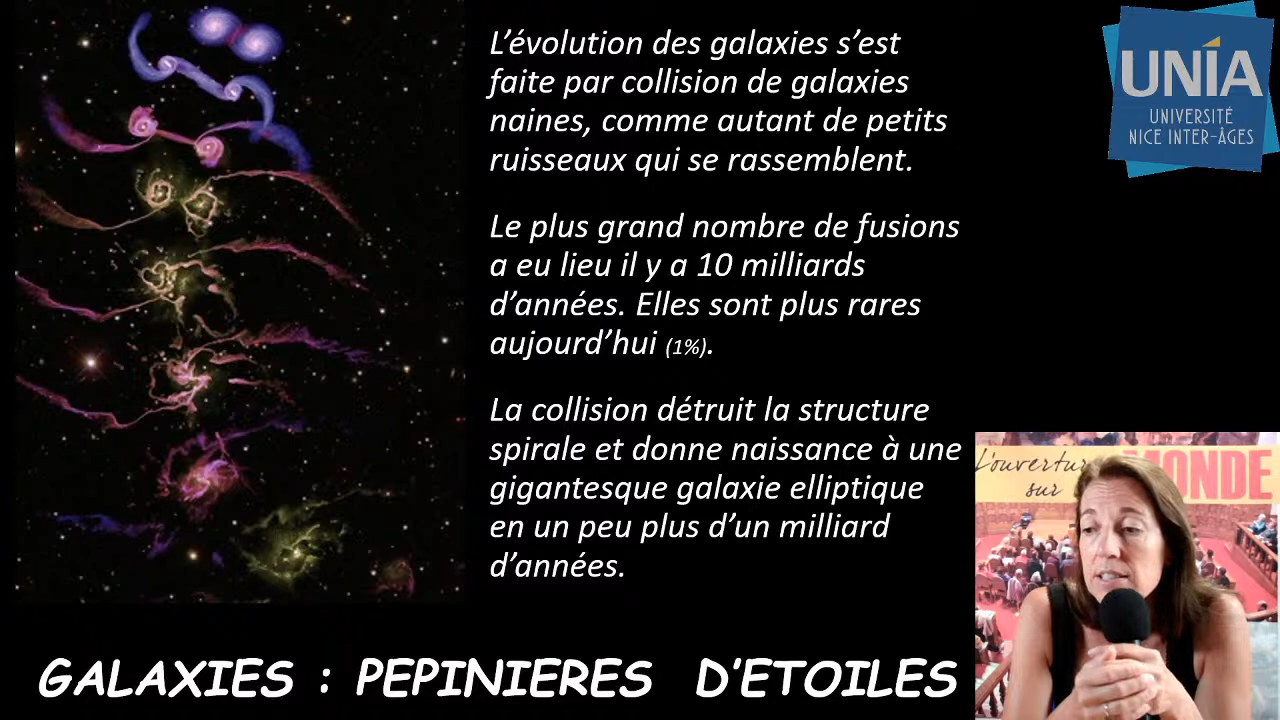 L'évolution des galaxies s'est
faite par collision de galaxies
naines, comme autant de petits
ruisseaux qui se rassemblent.
Le plus grand nombre de fusions
a eu lieu il y a 10 milliards
d'années. Elles sont plus rares
aujourd'hui (1%).
La collision détruit la structure
spirale et donne naissance à une
gigantesque galaxie elliptique
en un peu plus d'un milliard
d'années.
UNIA
UNIVERSITÉ
NICE INTER-ÂGES
L'ouverture
sur
MONDE
GALAXIES : PEPINIERES D'ETOILES